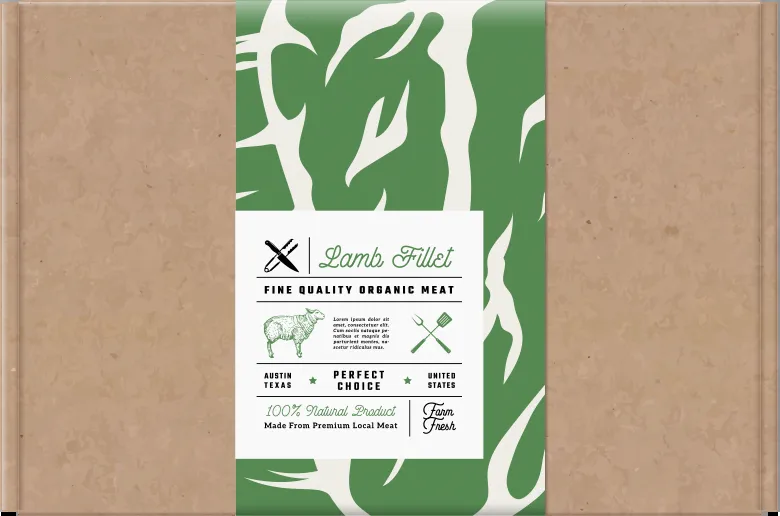 Lamb Fillet
FINE QUALITY ORGANIC MEAT
Lorem ipsum dolor sit
amet, consectetuer elit.
Cum sociis natoque pe-
natibus et magnis dis
parturient montes, na-
scetur ridiculus mus.
AUSTIN
TEXAS
PERFECT
CHOICE
UNITED
STATES
100% Natural Product
Made From Premium Local Meat
Farm
Fresh